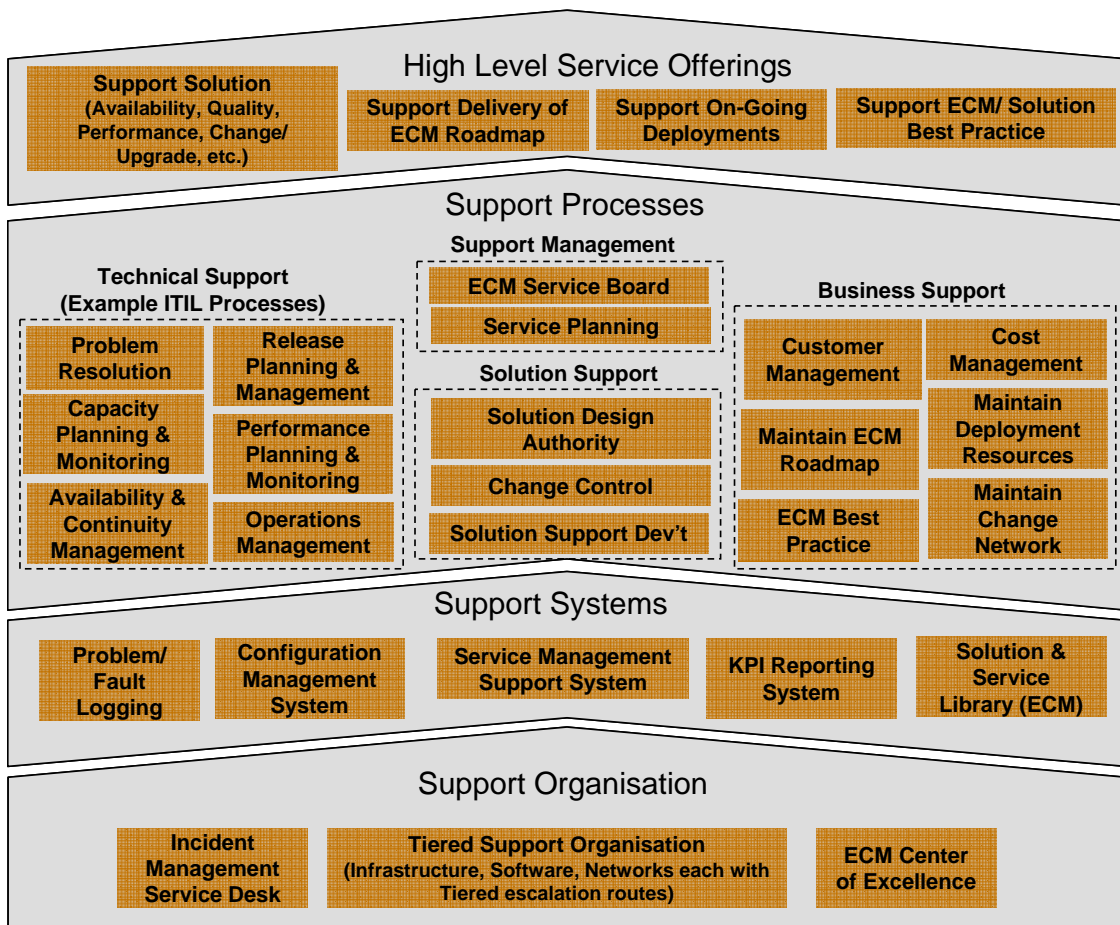 High Level Service Offerings
Support Solution
(Availability, Quality,
Performance, Change/
Upgrade, etc.)
Support Delivery of
ECM Roadmap
Support On-Going
Deployments
Support ECM/ Solution
Best Practice
Support Processes
Technical Support
(Example ITIL Processes)
Problem
Resolution
Capacity
Planning &
Monitoring
Availability &
Continuity
Management
Release
Planning &
Management
Performance
Planning &
Monitoring
Operations
Management
Support Management
ECM Service Board
Service Planning
Solution Support
Solution Design
Authority
Change Control
Solution Support Dev't
Business Support
Customer
Management
Maintain ECM
Roadmap
ECM Best
Practice
Cost
Management
Maintain
Deployment
Resources
Maintain
Change
Network
Support Systems
Problem/
Fault
Logging
Configuration
Management
System
Service Management
Support System
KPI Reporting
System
Solution &
Service
Library (ECM)
Support Organisation
Incident
Management
Service Desk
Tiered Support Organisation
(Infrastructure, Software, Networks each with
Tiered escalation routes)
ECM Center
of Excellence